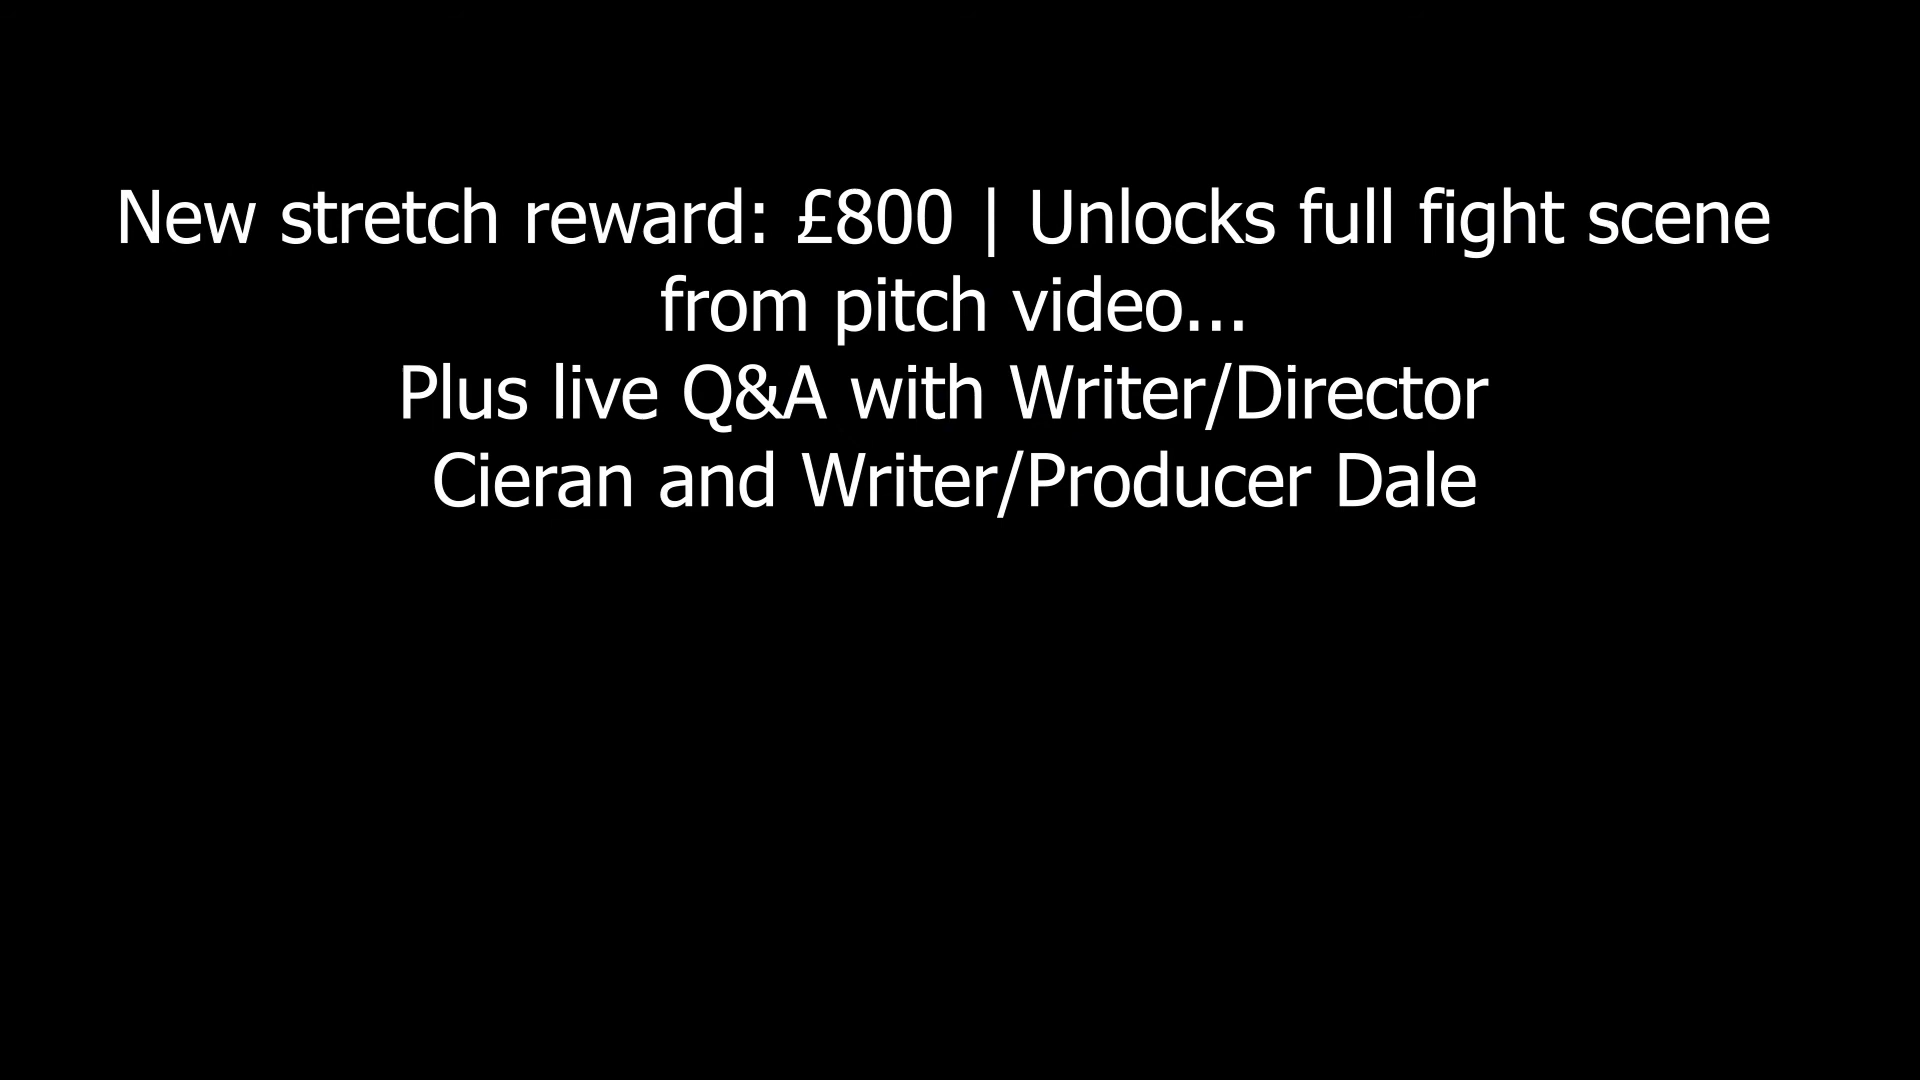 New stretch reward: £800 | Unlocks full fight scene
from pitch video...
Plus live Q&A with Writer/Director
Cieran and Writer/Producer Dale